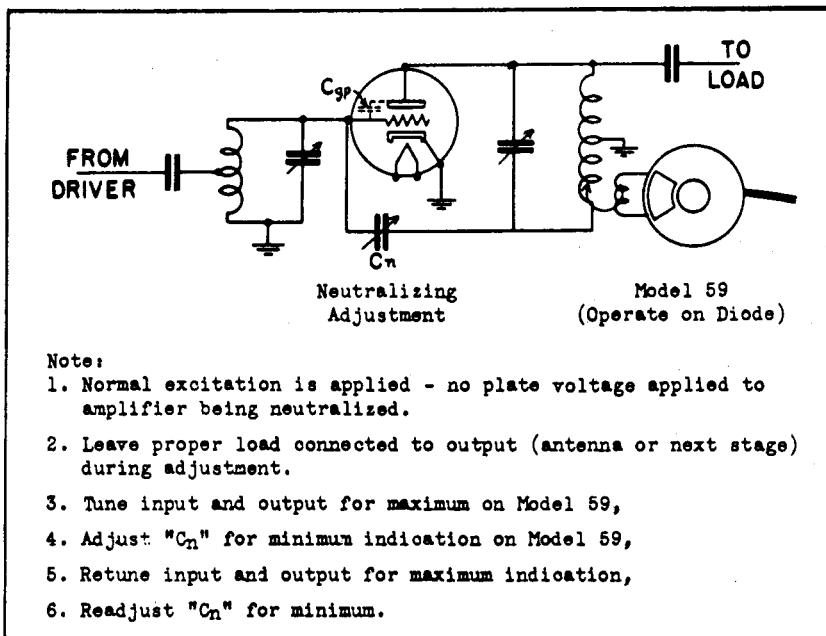 TO
LOAD
Cgp
FROM
DRIVER
Cn
Neutralizing
Adjustment
Model 59
(Operate on Diode)
Note:
1. Normal excitation is applied - no plate voltage applied to
amplifier being neutralized.
2. Leave proper load connected to output (antenna or next stage)
during adjustment.
3. Tune input and output for maximum on Model 59,
4. Adjust "Cn" for minimum indication on Model 59,
5. Retune input and output for maximum indication,
6. Readjust "Cn" for minimum.